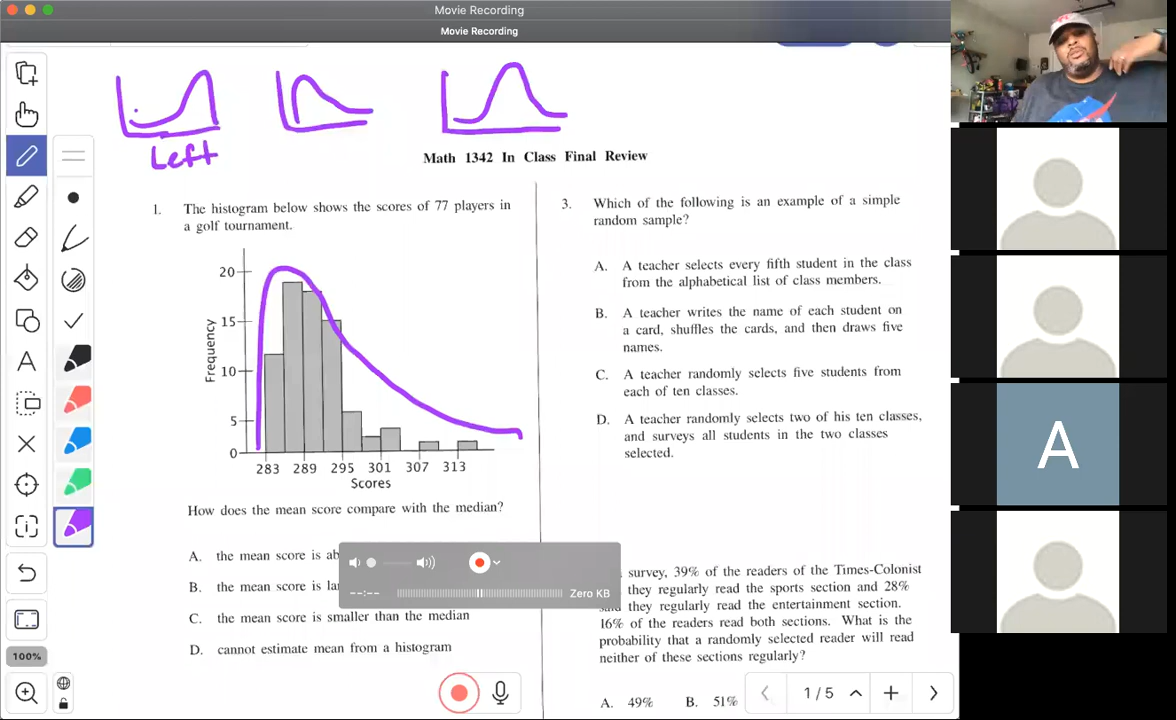 Movie Recording
Movie Recording
Left
Math 1342 In Class Final Review
1. The histogram below shows the scores of 77 players in
a golf tournament.
20
15
10
5
0
Frequency
283 289 295 301 307 313
Scores
How does the mean score compare with the median?
A. the mean score is
B. the mean score is
C. the mean score is smaller than the median
D. cannot estimate mean from a histogram
3. Which of the following is an example of a simple
random sample?
A. A teacher selects every fifth student in the class
from the alphabetical list of class members.
B. A teacher writes the name of each student on
a card, shuffles the cards, and then draws five
names.
C. A teacher randomly selects five students from
each of ten classes.
D. A teacher randomly selects two of his ten classes,
and surveys all students in the two classes
selected.
survey, 39% of the readers of the Times-Colonist
they regularly read the sports section and 28%
they regularly read the entertainment section.
16% of the readers read both sections. What is the
probability that a randomly selected reader will read
neither of these sections regularly?
A. 49% B. 51%
--:-- Zero KB
A
A
100%
1 / 5